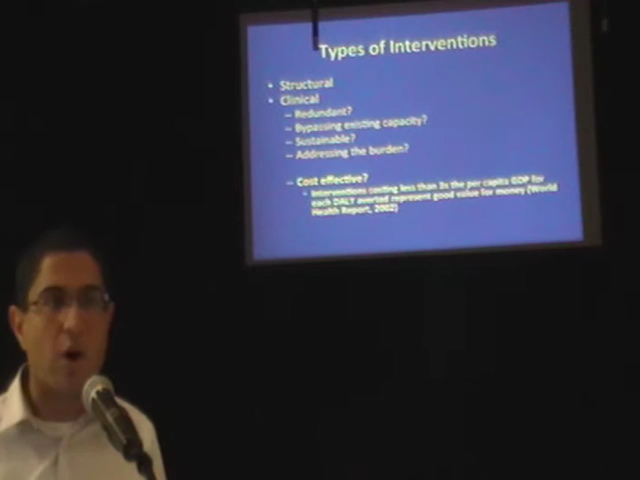 Types of Interventions
• Structural
• Clinical
– Redundant?
– Bypassing existing capacity?
– Sustainable?
– Addressing the burden?
– Cost effective?
– Interventions costing less than 3x the per capita GDP for
each DALY averted represent good value for money (World
Health Report, 2002)